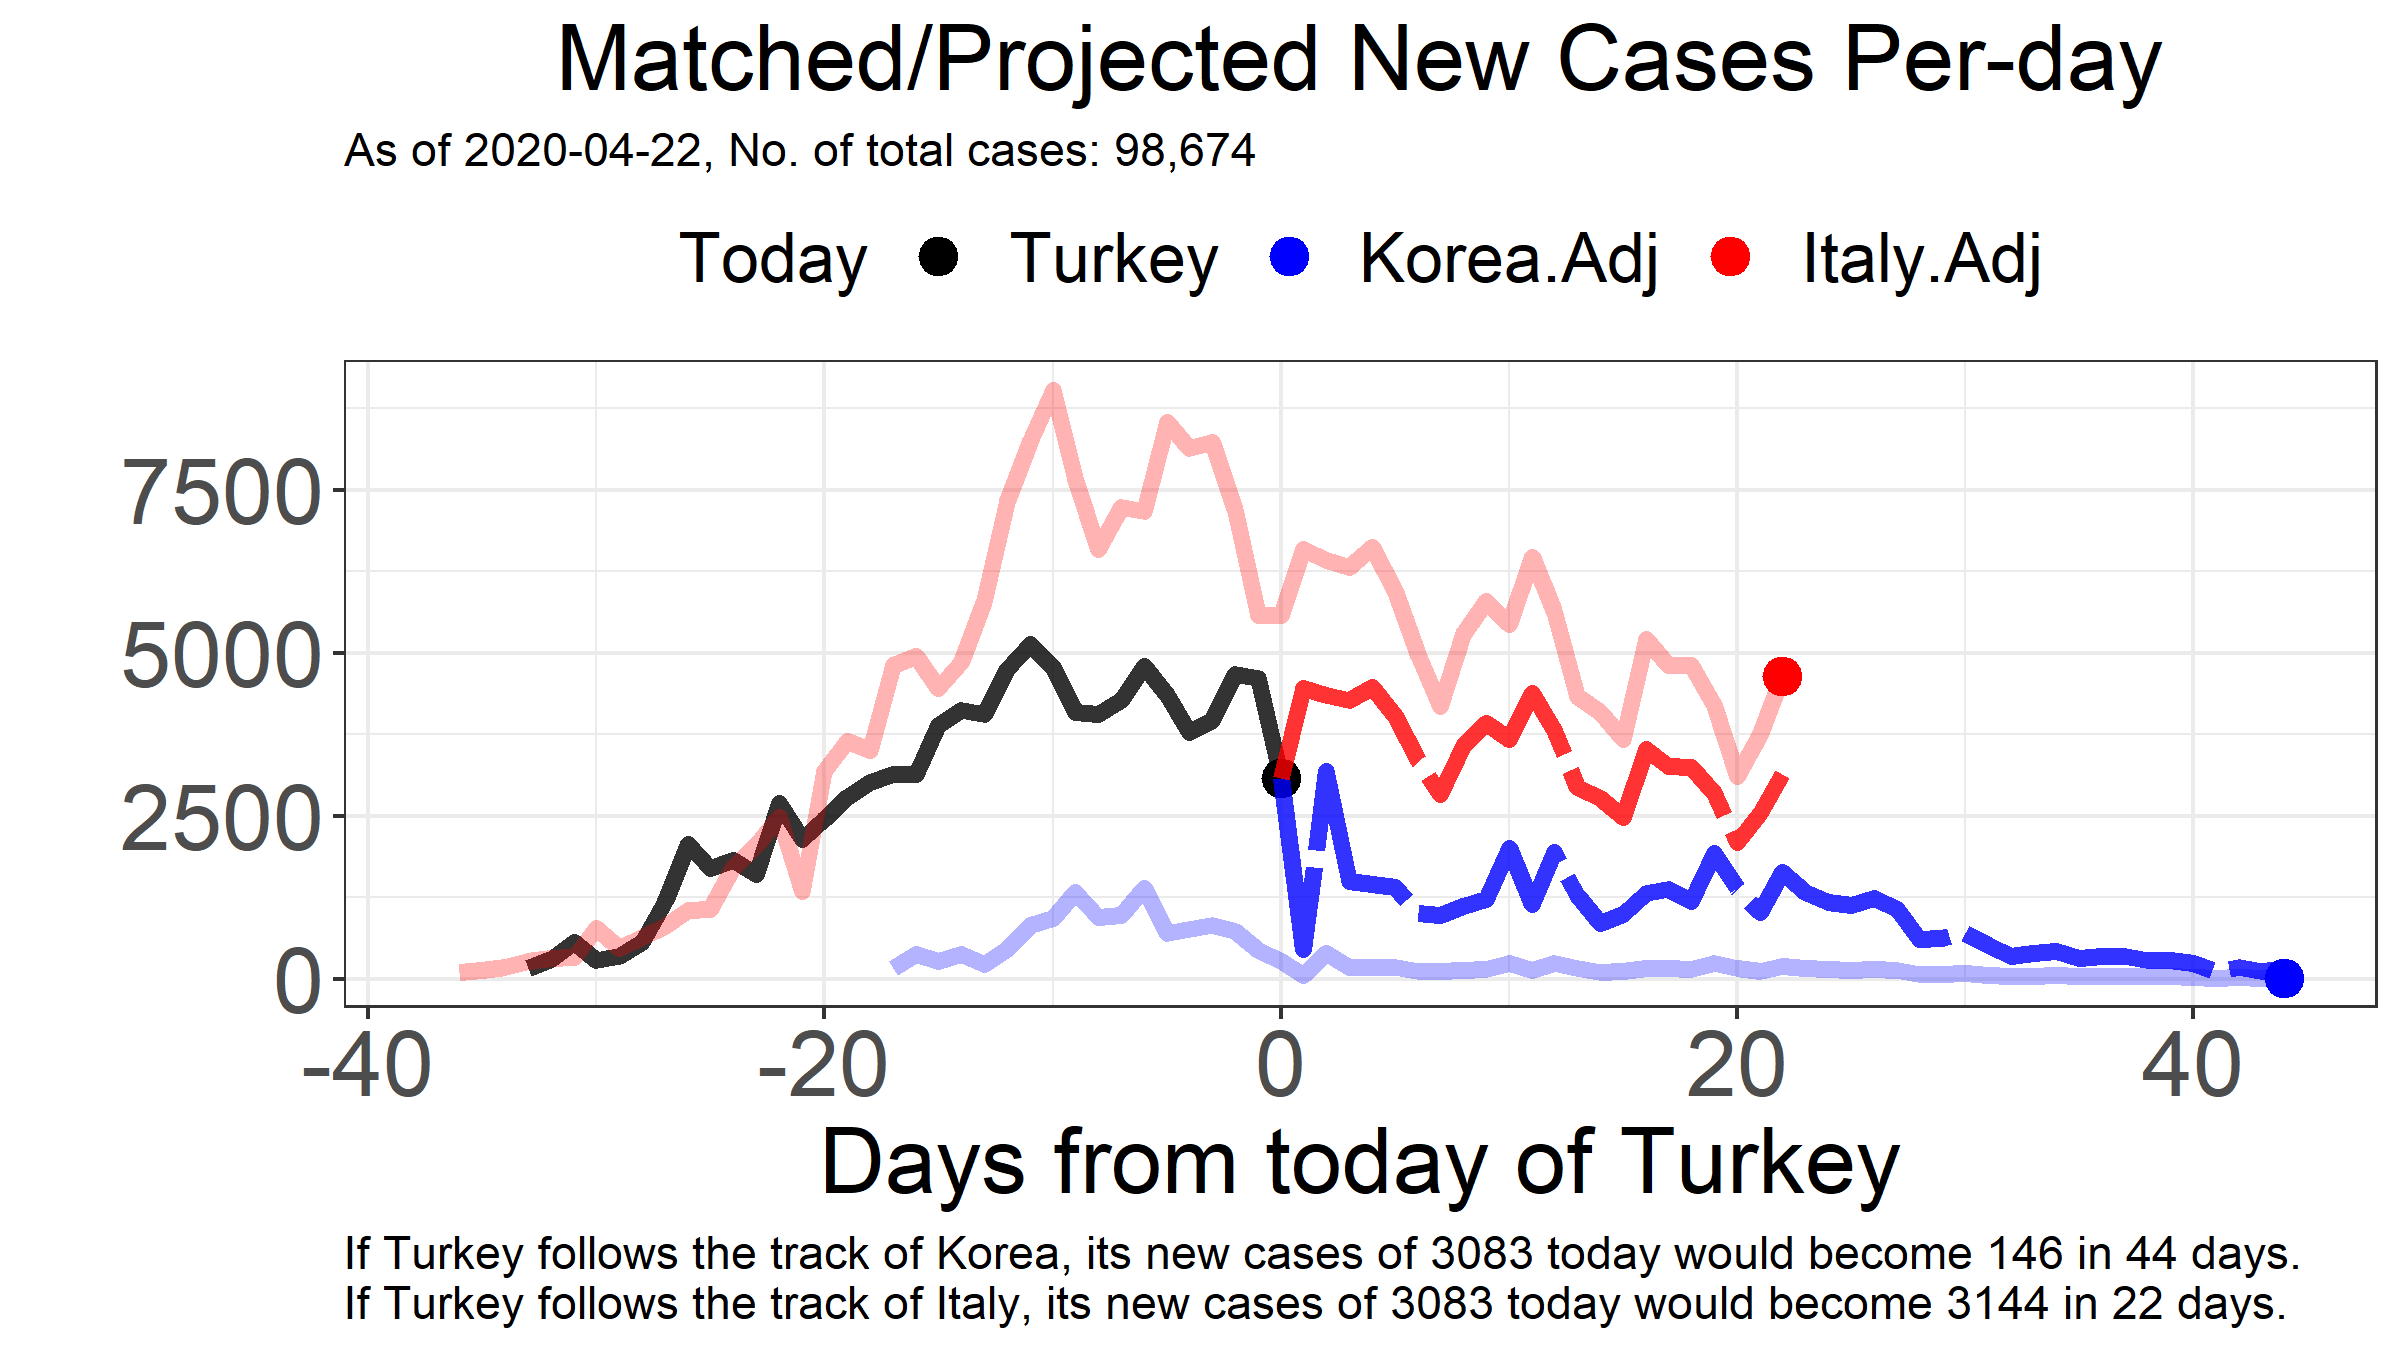 Matched/Projected New Cases Per-day
As of 2020-04-22, No. of total cases: 98,674
Today Turkey Korea.Adj Italy.Adj
7500
5000
2500
0
-40 -20 0 20 40
Days from today of Turkey
If Turkey follows the track of Korea, its new cases of 3083 today would become 146 in 44 days.
If Turkey follows the track of Italy, its new cases of 3083 today would become 3144 in 22 days.